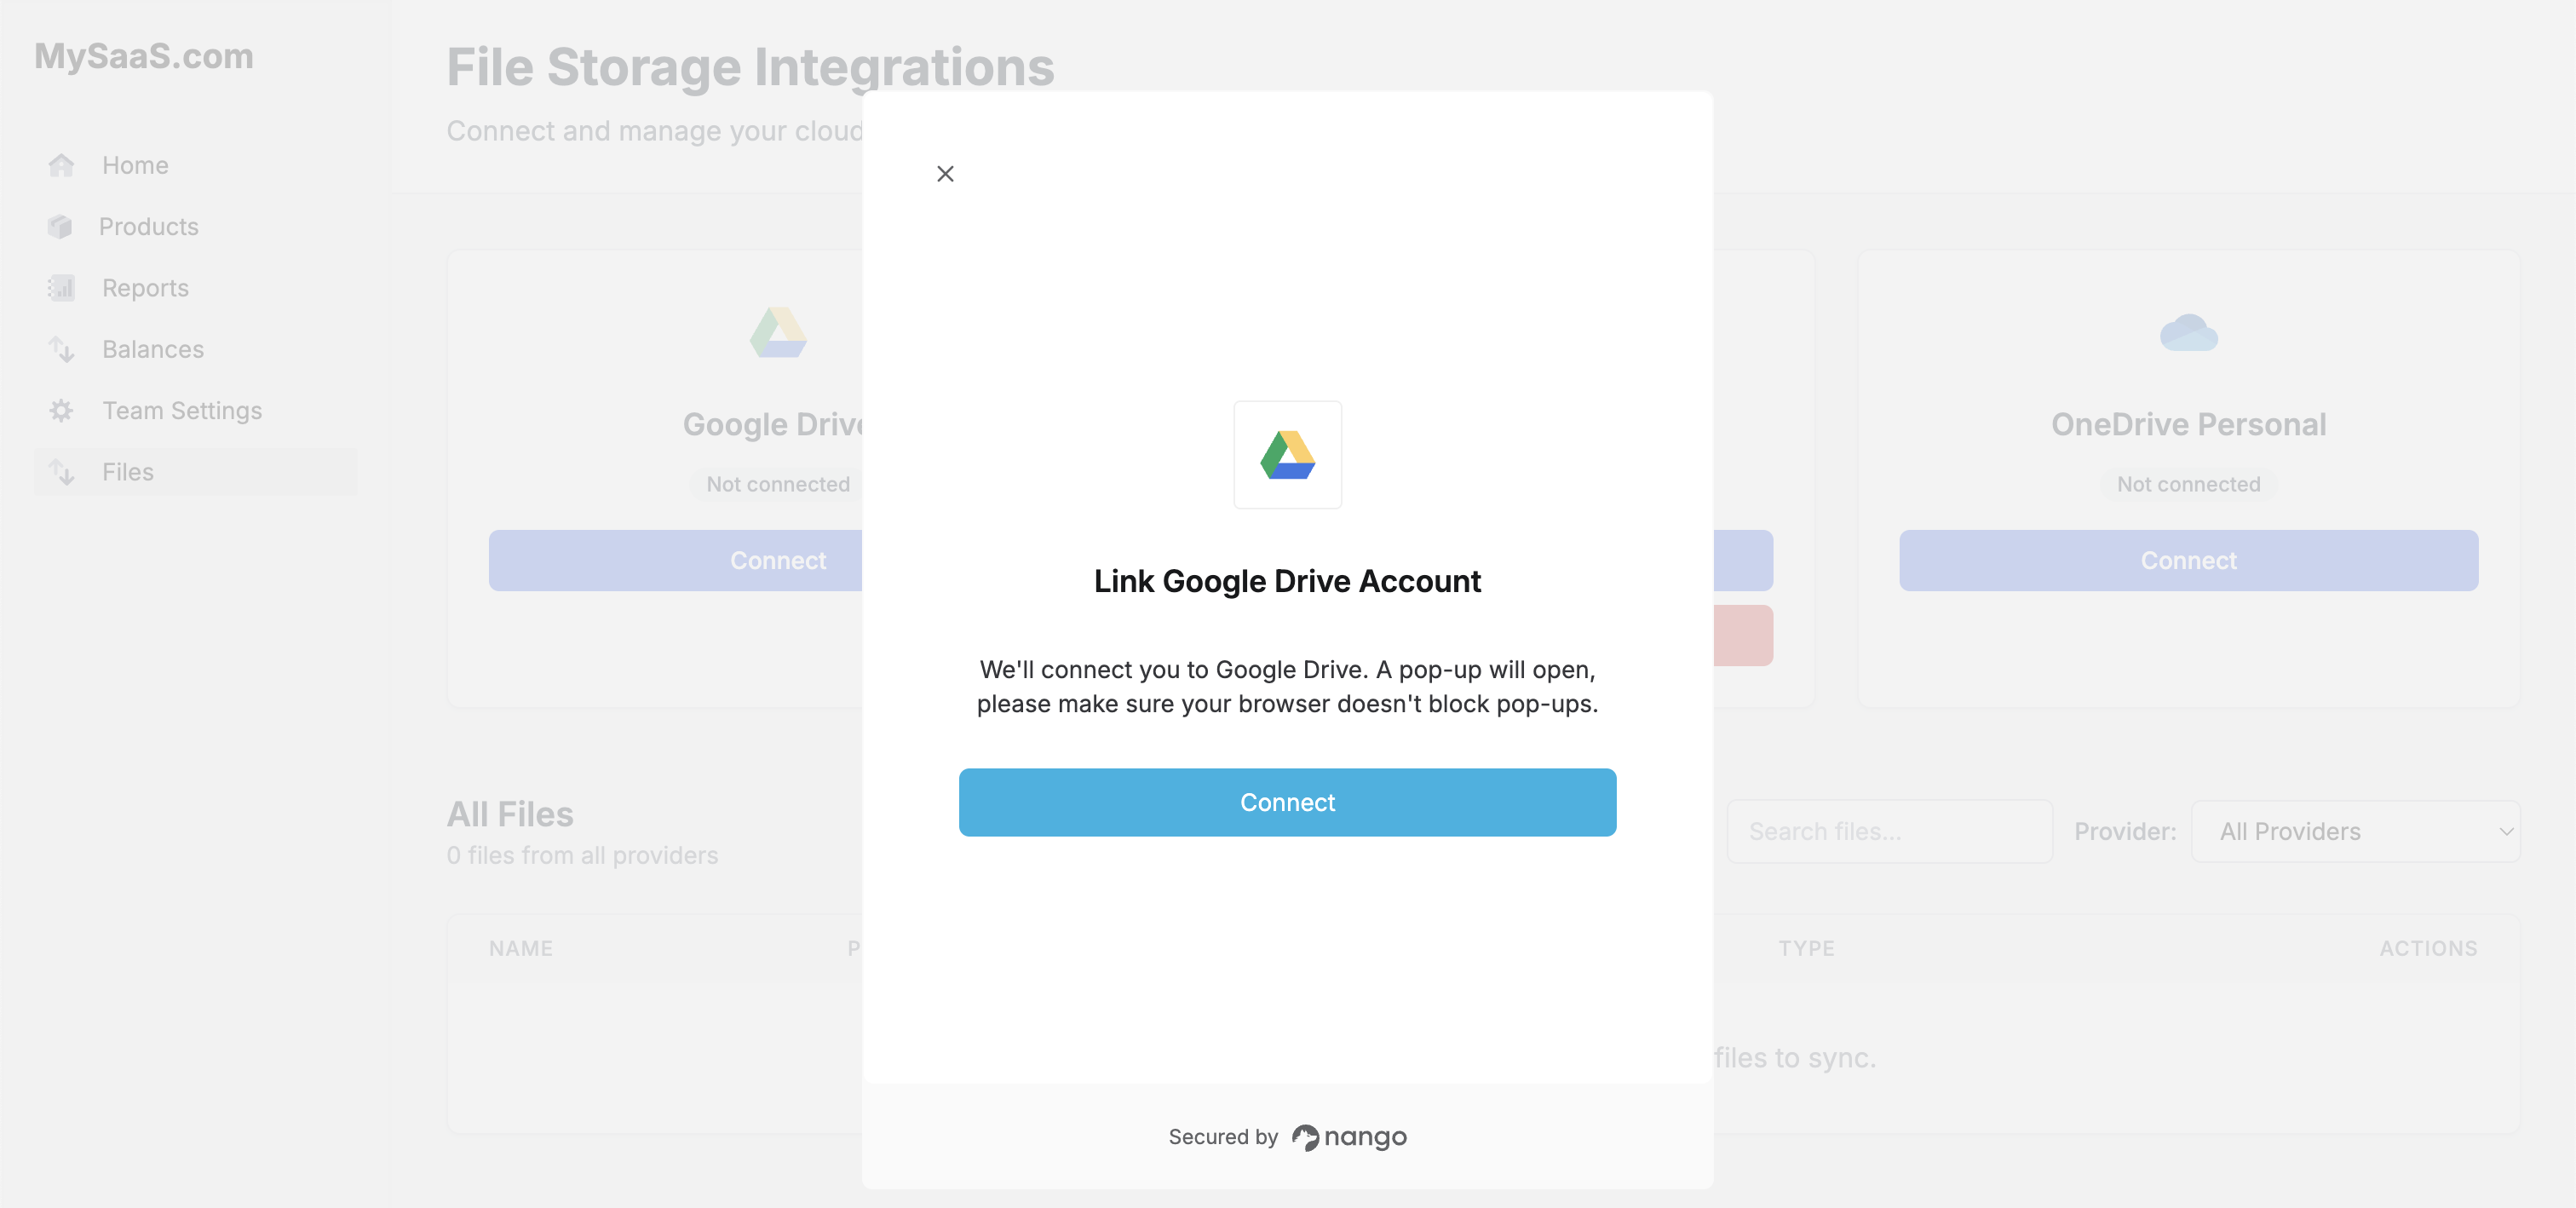 MySaaS.com
Home
Products
Reports
Balances
Team Settings
Files
File Storage Integrations
Connect and manage your cloud
Google Drive
Not connected
Connect
OneDrive Personal
Not connected
Connect
Link Google Drive Account
We'll connect you to Google Drive. A pop-up will open,
please make sure your browser doesn't block pop-ups.
Connect
Secured by nango
All Files
0 files from all providers
Search files...
Provider:
All Providers
NAME
P
TYPE
ACTIONS
files to sync.